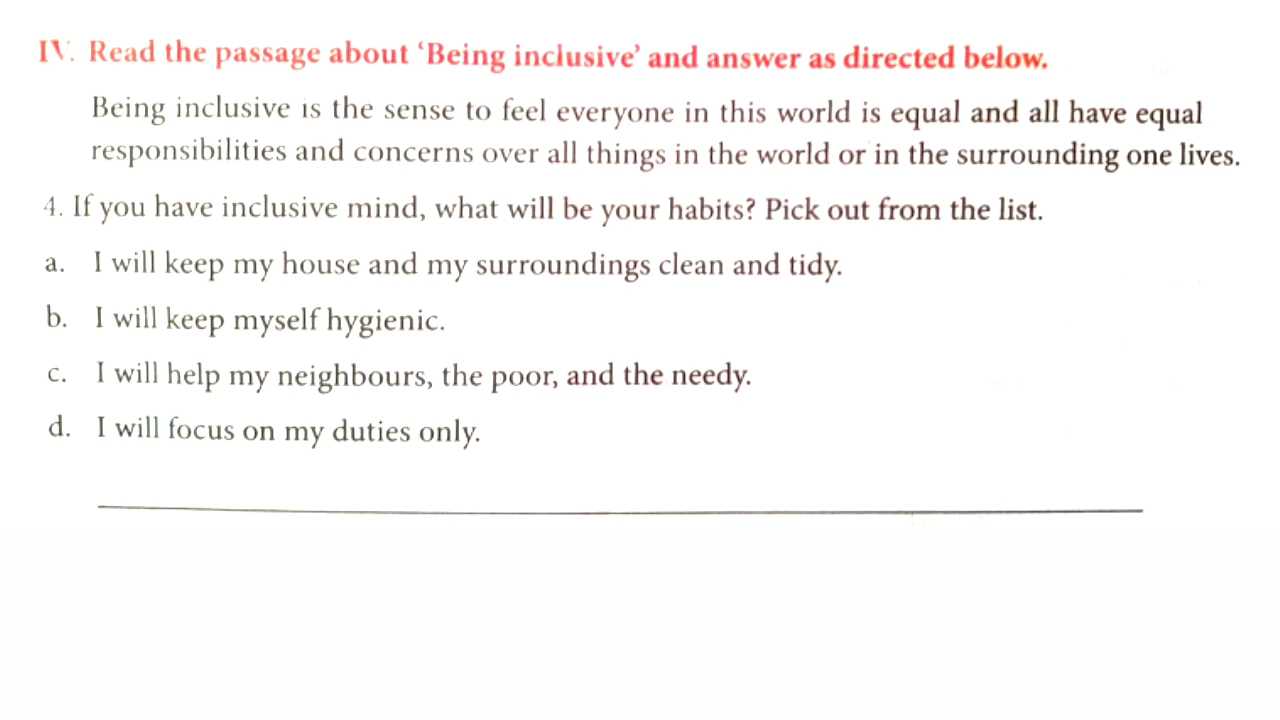 IV. Read the passage about ‘Being inclusive’ and answer as directed below.
Being inclusive is the sense to feel everyone in this world is equal and all have equal
responsibilities and concerns over all things in the world or in the surrounding one lives.
4. If you have inclusive mind, what will be your habits? Pick out from the list.
a. I will keep my house and my surroundings clean and tidy.
b. I will keep myself hygienic.
c. I will help my neighbours, the poor, and the needy.
d. I will focus on my duties only.